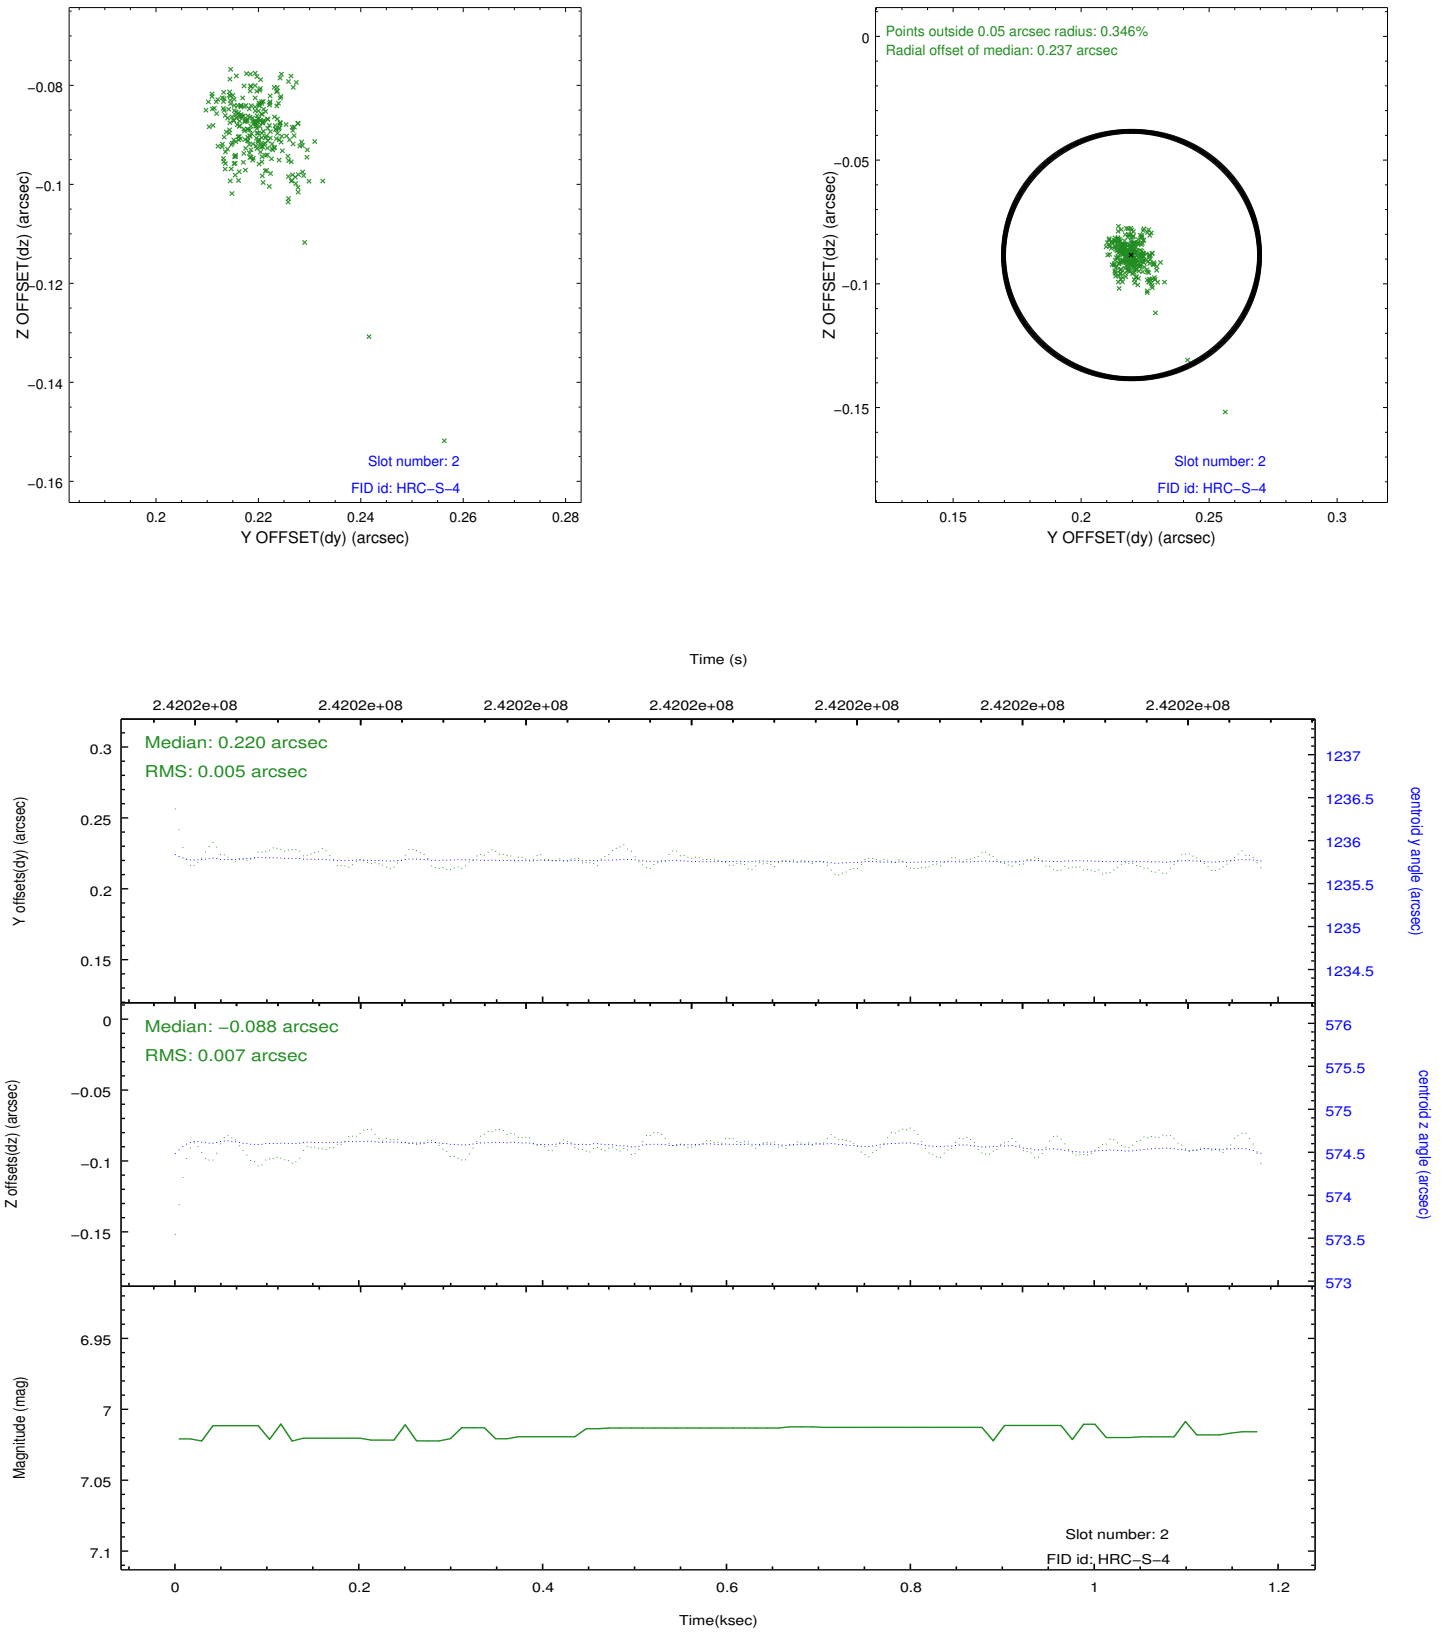 −0.08
−0.1
−0.12
−0.14
−0.16
Z OFFSET(dz) (arcsec)
Slot number: 2
FID id: HRC−S−4
0.2 0.22 0.24 0.26 0.28
Y OFFSET(dy) (arcsec)
Points outside 0.05 arcsec radius: 0.346%
Radial offset of median: 0.237 arcsec
0
−0.05
−0.1
−0.15
Z OFFSET(dz) (arcsec)
Slot number: 2
FID id: HRC−S−4
0.15 0.2 0.25 0.3
Y OFFSET(dy) (arcsec)
Time (s)
2.4202e+08 2.4202e+08 2.4202e+08 2.4202e+08 2.4202e+08 2.4202e+08 2.4202e+08
Median: 0.220 arcsec
RMS: 0.005 arcsec
0.3
0.25
0.2
0.15
Y offsets(dy) (arcsec)
1237
1236.5
1236
1235.5
1235
1234.5
centroid y angle (arcsec)
Median: −0.088 arcsec
RMS: 0.007 arcsec
0
−0.05
−0.1
−0.15
Z offsets(dz) (arcsec)
576
575.5
575
574.5
574
573.5
573
centroid z angle (arcsec)
6.95
7
7.05
7.1
Magnitude (mag)
Slot number: 2
FID id: HRC−S−4
0 0.2 0.4 0.6 0.8 1 1.2
Time(ksec)